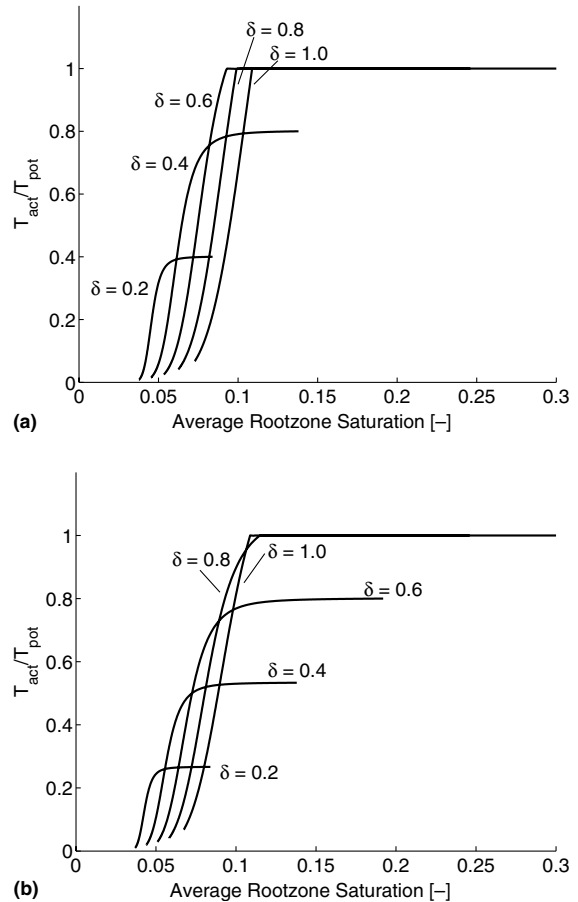 δ = 0.8
δ = 1.0
1
δ = 0.6
0.8
δ = 0.4
0.6
T_act/T_pot
0.4
δ = 0.2
0.2
0
0 0.05 0.1 0.15 0.2 0.25 0.3
(a) Average Rootzone Saturation [–]
1
δ = 0.8 δ = 1.0
δ = 0.6
0.8
0.6
T_act/T_pot
δ = 0.4
0.4
δ = 0.2
0.2
0
0 0.05 0.1 0.15 0.2 0.25 0.3
(b) Average Rootzone Saturation [–]